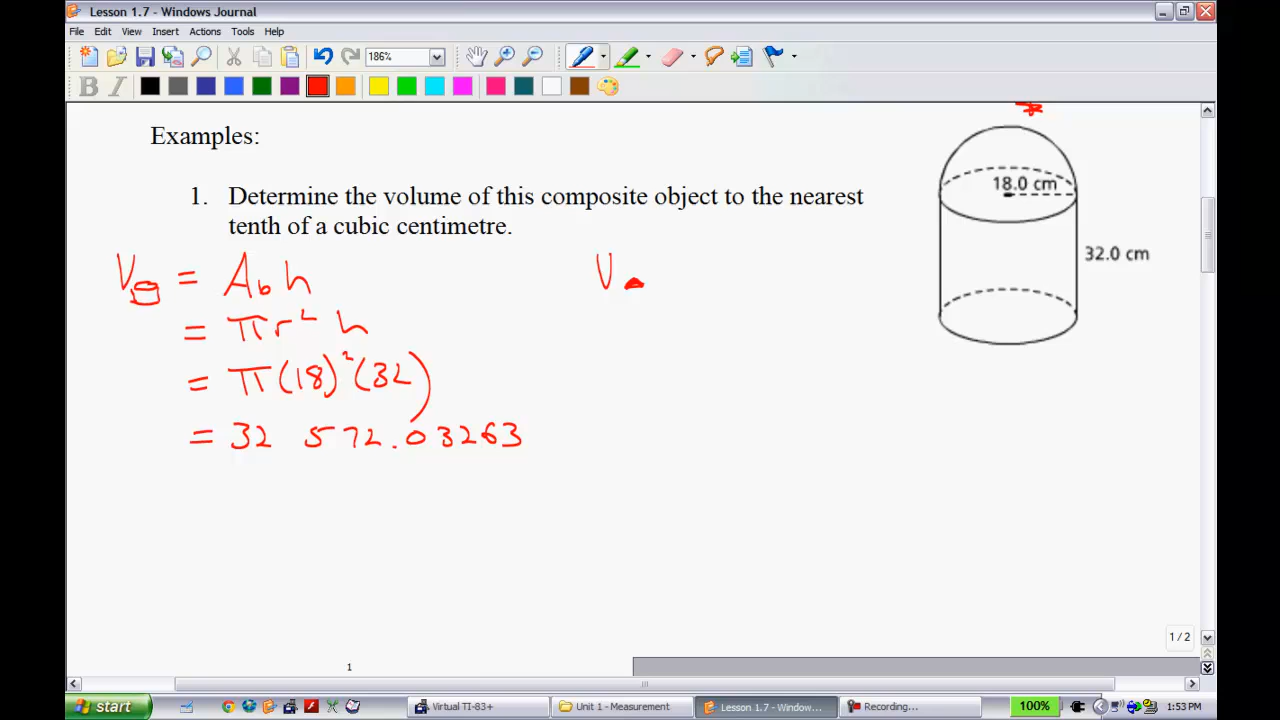 Lesson 1.7 - Windows Journal
File Edit View Insert Actions Tools Help
186%
B I
Examples:
18.0 cm
32.0 cm
1. Determine the volume of this composite object to the nearest
tenth of a cubic centimetre.
V = Ab h
= πr² h
= π(18)²(32)
= 32 572.03263
V
1 / 2
1
start
Virtual TI-83+
Unit 1 - Measurement
Lesson 1.7 - Window...
Recording...
100%
1:53 PM